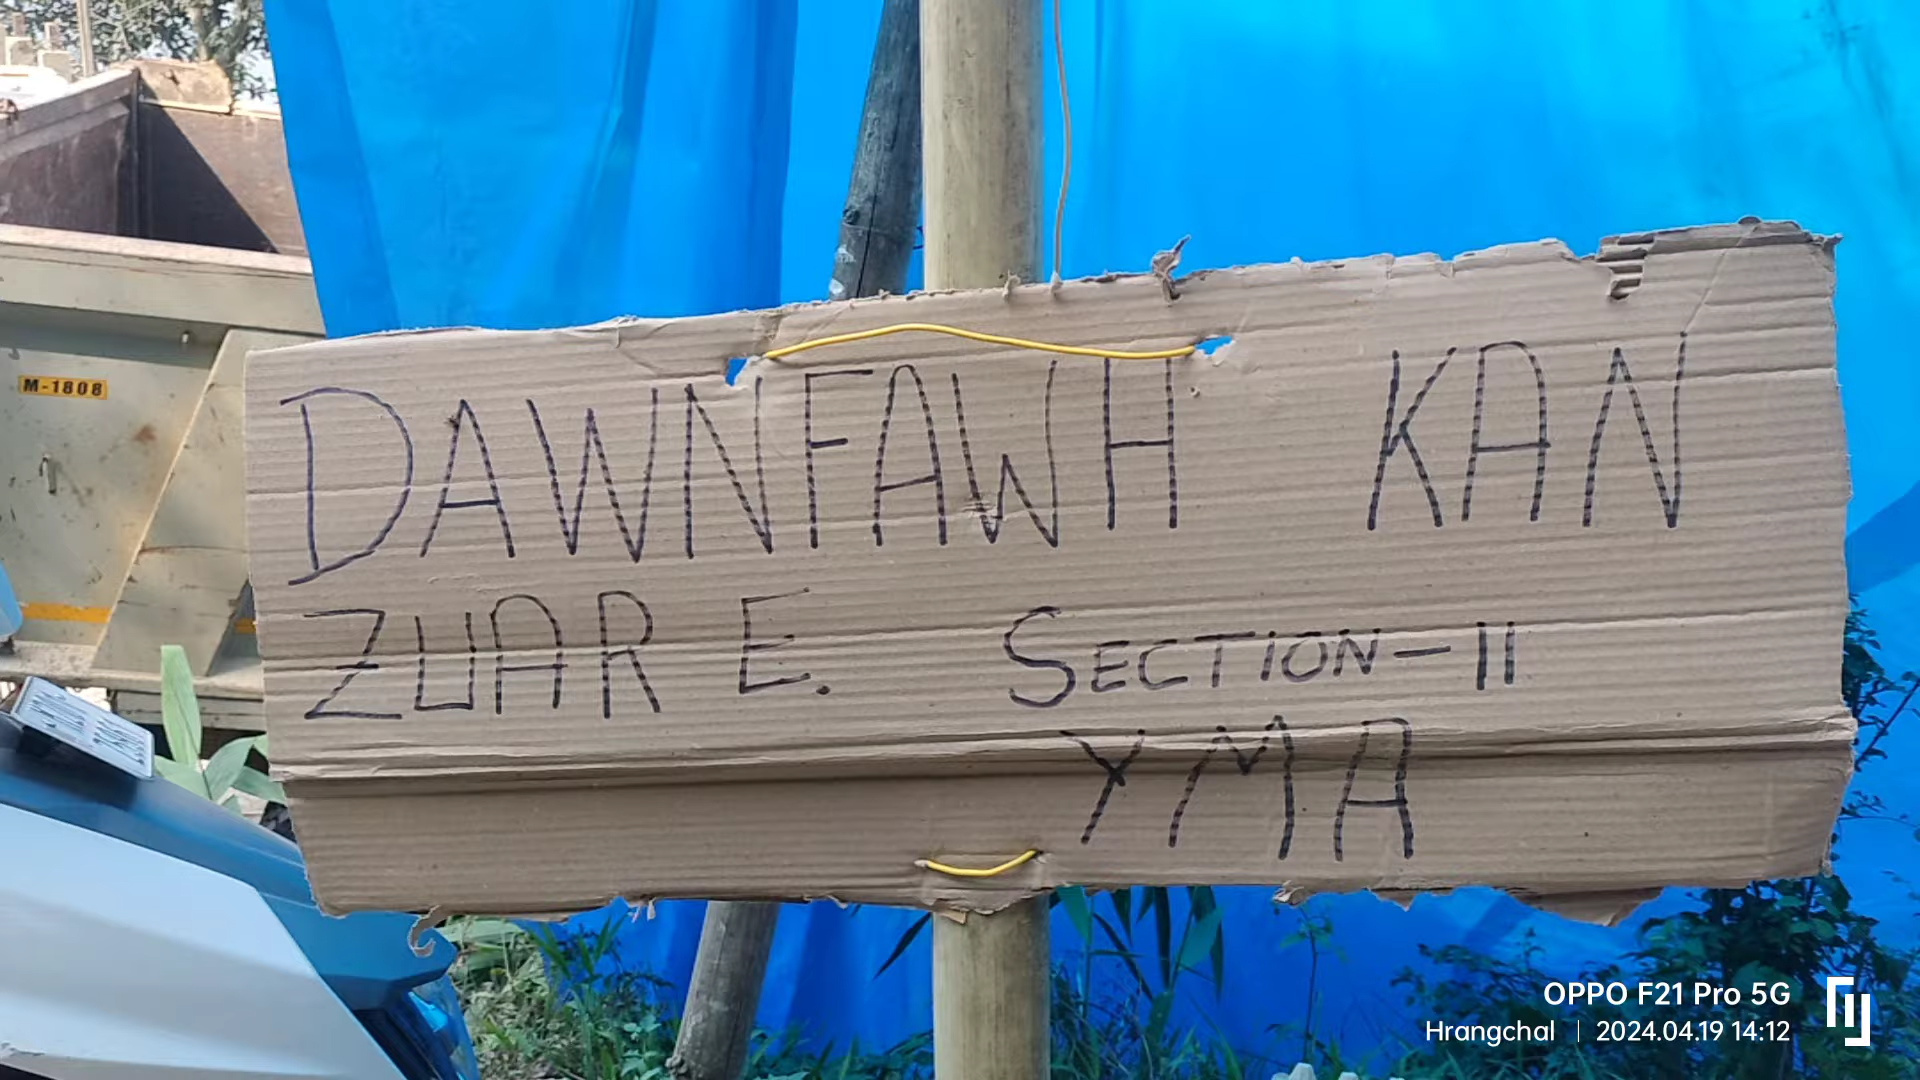 M-1808
DAWNFAWH KAN
ZUAR E. SECTION-II
YMA
OPPO F21 Pro 5G
Hrangchal | 2024.04.19 14:12